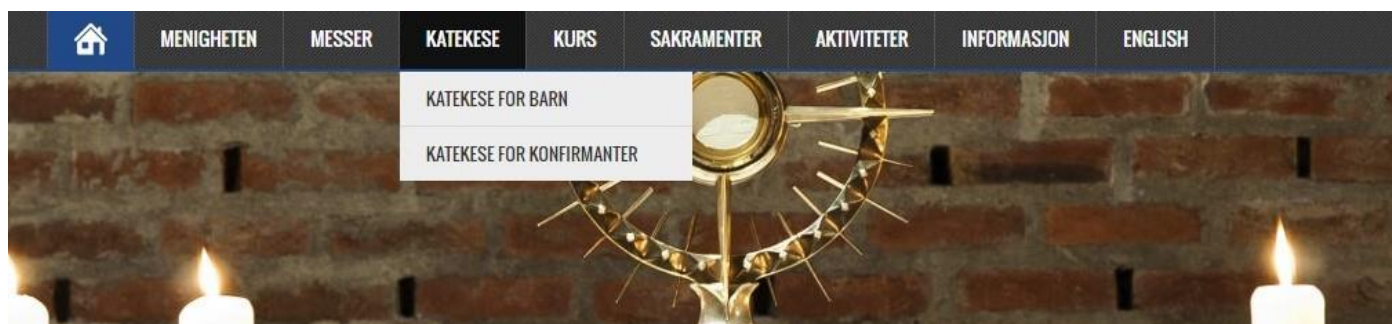 MENIGHETEN MESSER KATEKESE KURS SAKRAMENTER AKTIVITETER INFORMASJON ENGLISH
KATEKESE FOR BARN
KATEKESE FOR KONFIRMANTER